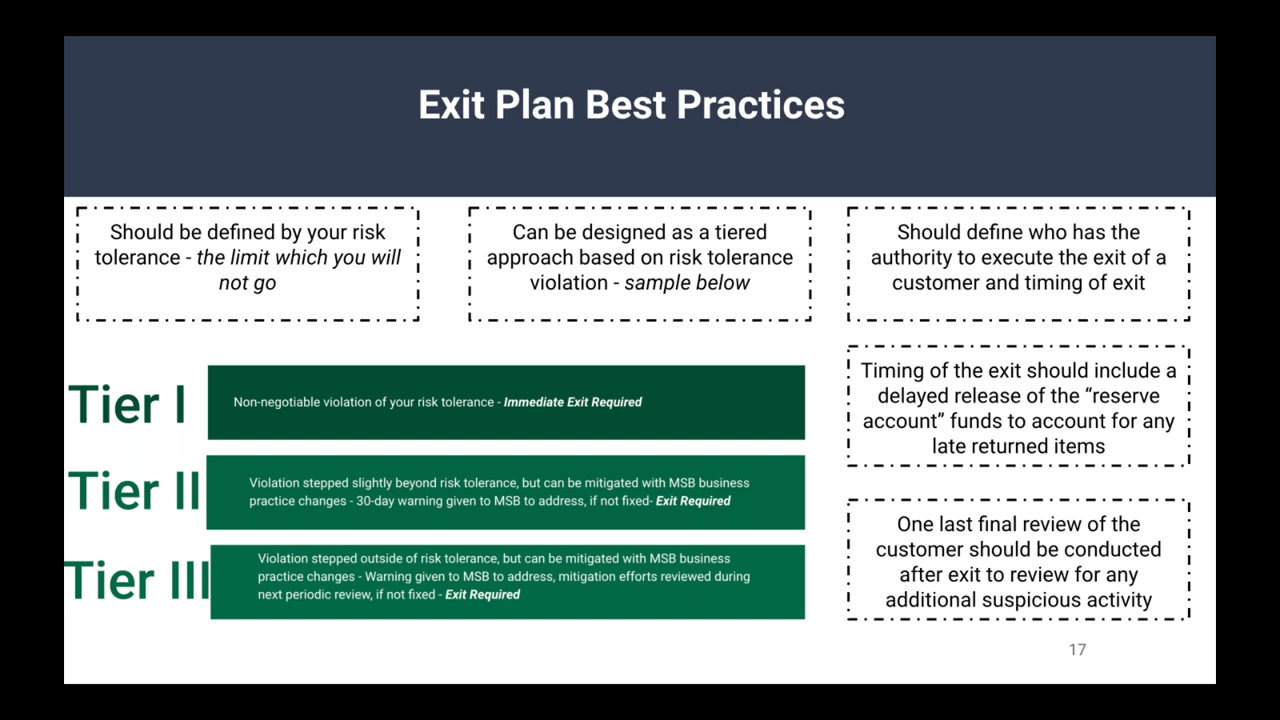 Exit Plan Best Practices
Should be defined by your risk
tolerance - the limit which you will
not go
Can be designed as a tiered
approach based on risk tolerance
violation - sample below
Should define who has the
authority to execute the exit of a
customer and timing of exit
Tier I
Non-negotiable violation of your risk tolerance - Immediate Exit Required
Tier II
Violation stepped slightly beyond risk tolerance, but can be mitigated with MSB business
practice changes - 30-day warning given to MSB to address, if not fixed- Exit Required
Tier III
Violation stepped outside of risk tolerance, but can be mitigated with MSB business
practice changes - Warning given to MSB to address, mitigation efforts reviewed during
next periodic review, if not fixed - Exit Required
Timing of the exit should include a
delayed release of the “reserve
account” funds to account for any
late returned items
One last final review of the
customer should be conducted
after exit to review for any
additional suspicious activity
17